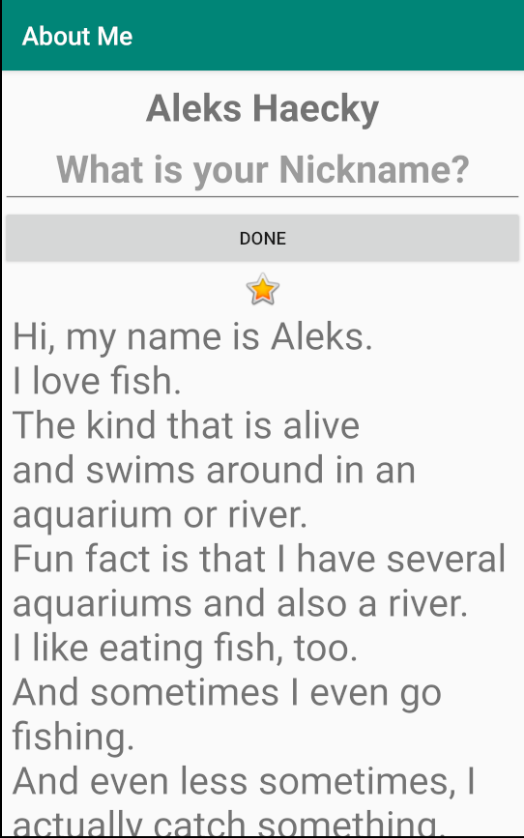 About Me
Aleks Haecky
What is your Nickname?
DONE
Hi, my name is Aleks.
I love fish.
The kind that is alive
and swims around in an
aquarium or river.
Fun fact is that I have several
aquariums and also a river.
I like eating fish, too.
And sometimes I even go
fishing.
And even less sometimes, I
actually catch something.